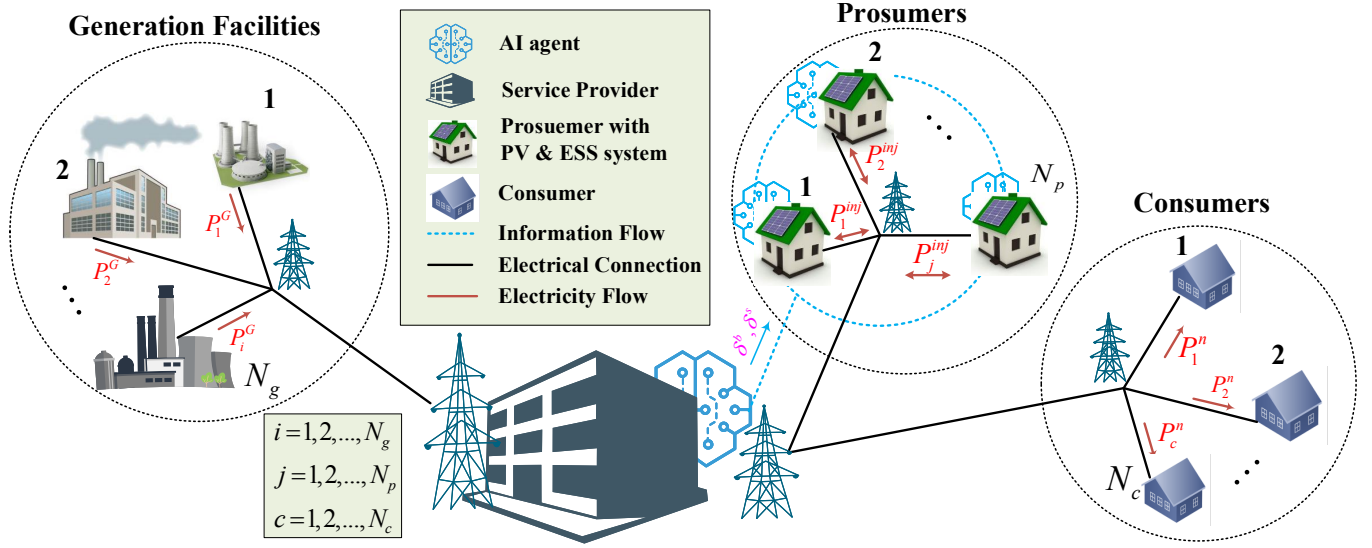 Generation Facilities
1
2
P_1^G
P_2^G
P_i^G
N_g
AI agent
Service Provider
Prosuemer with
PV & ESS system
Consumer
Information Flow
Electrical Connection
Electricity Flow
i=1,2,...,N_g
j=1,2,...,N_p
c=1,2,...,N_c
δ^b, δ^s
Prosumers
2
1
N_p
P_2^{inj}
P_1^{inj}
P_j^{inj}
Consumers
1
2
P_1^n
P_2^n
P_c^n
N_c